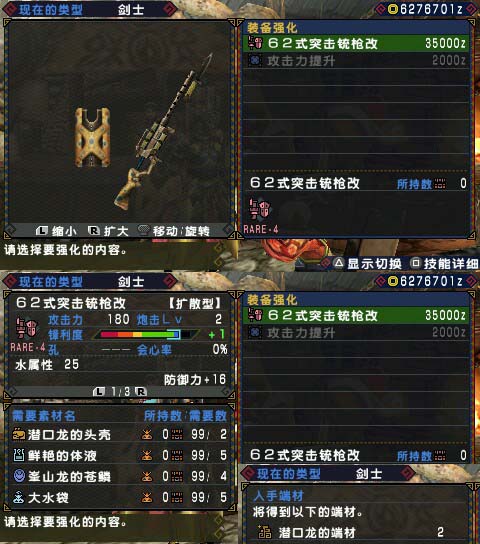 现在的类型 剑士
6276701z
装备强化
62式突击铳枪改 35000z
攻击力提升 2000z
62式突击铳枪改 所持数 0
RARE-4
L 缩小 R 扩大 移动/旋转
请选择要强化的内容。
△显示切换 □技能详细
现在的类型 剑士
6276701z
62式突击铳枪改 【扩散型】
攻击力 180 炮击Lv 2
锋利度 +1
RARE-4 孔 --- 会心率 0%
水属性 25
防御力+16
L 1/3 R
需要素材名 所持数:需要数
潜口龙的头壳 0 99/ 2
鲜艳的体液 0 99/ 5
峯山龙的苍鳞 0 99/ 4
大水袋 0 99/ 5
请选择要强化的内容。
装备强化
62式突击铳枪改 35000z
攻击力提升 2000z
62式突击铳枪改 所持数 0
现在的类型 剑士
入手端材
将得到以下的端材。
潜口龙的端材 2